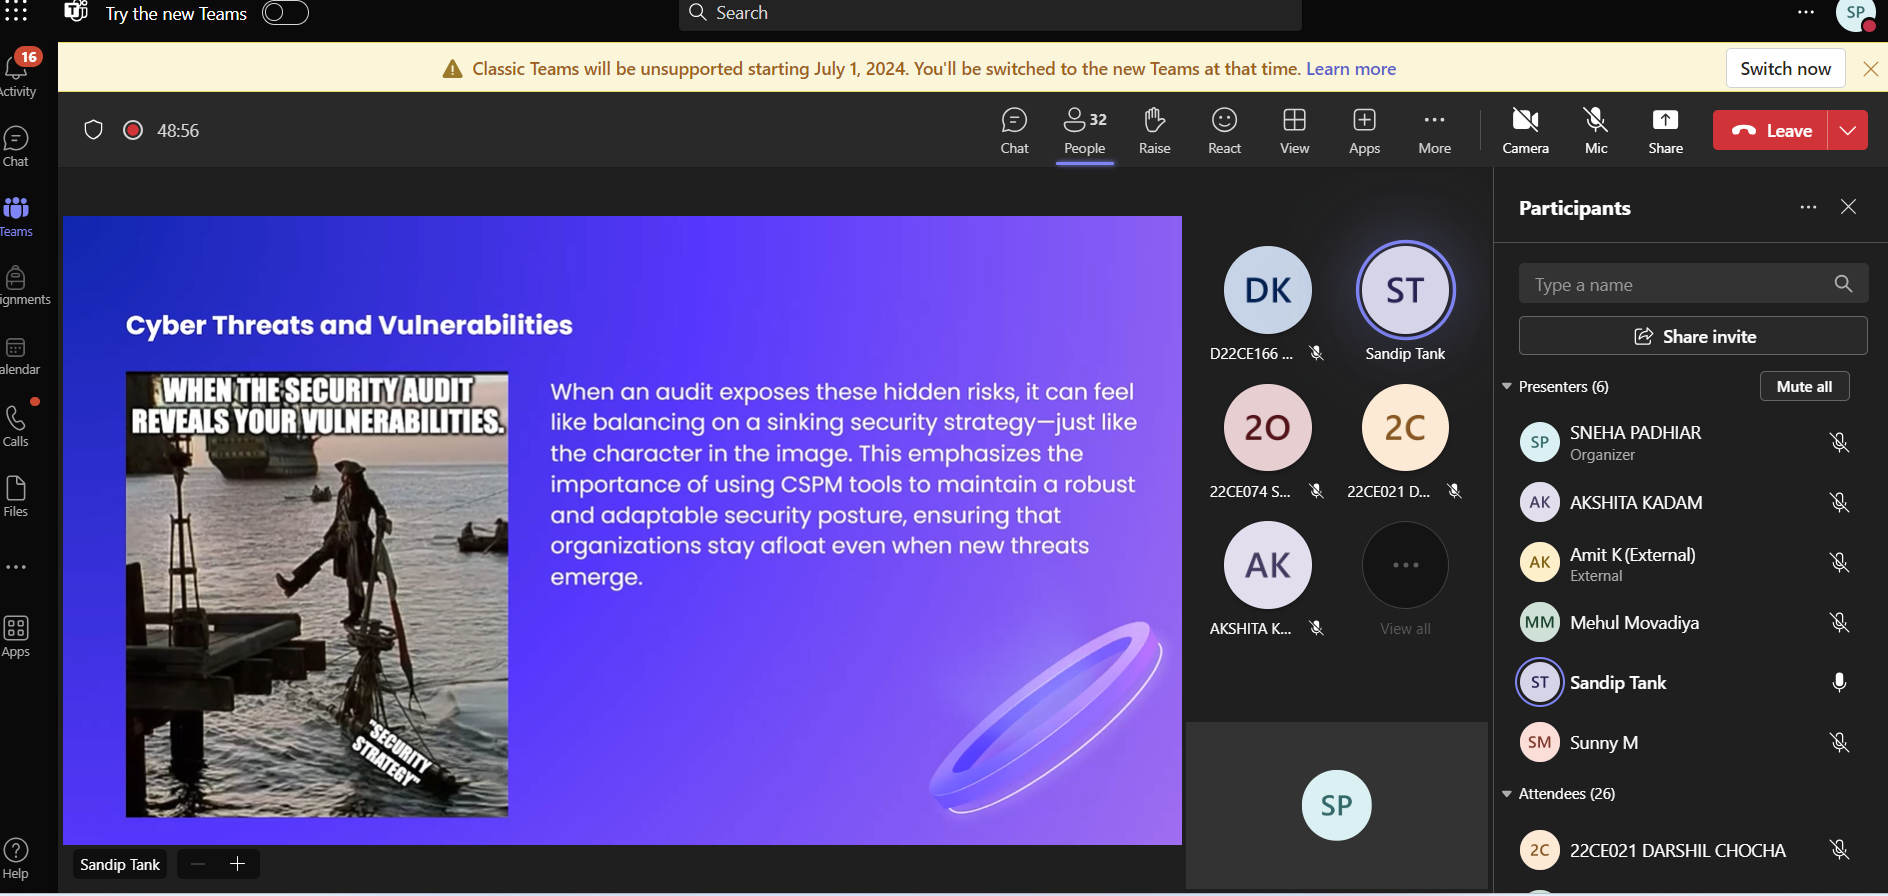 Try the new Teams
Search
SP
16
Activity
Classic Teams will be unsupported starting July 1, 2024. You'll be switched to the new Teams at that time. Learn more
Switch now
48:56
Chat
32
People
Raise
React
View
Apps
More
Camera
Mic
Share
Leave
Chat
Teams
ignments
alendar
Calls
Files
Apps
Help
Cyber Threats and Vulnerabilities
WHEN THE SECURITY AUDIT
REVEALS YOUR VULNERABILITIES.
"SECURITY
STRATEGY"
When an audit exposes these hidden risks, it can feel
like balancing on a sinking security strategy—just like
the character in the image. This emphasizes the
importance of using CSPM tools to maintain a robust
and adaptable security posture, ensuring that
organizations stay afloat even when new threats
emerge.
Sandip Tank
DK
D22CE166 ...
ST
Sandip Tank
2O
22CE074 S...
2C
22CE021 D...
AK
AKSHITA K...
View all
SP
Participants
Type a name
Share invite
Presenters (6)
Mute all
SP
SNEHA PADHIAR
Organizer
AK
AKSHITA KADAM
AK
Amit K (External)
External
MM
Mehul Movadiya
ST
Sandip Tank
SM
Sunny M
Attendees (26)
2C
22CE021 DARSHIL CHOCHA